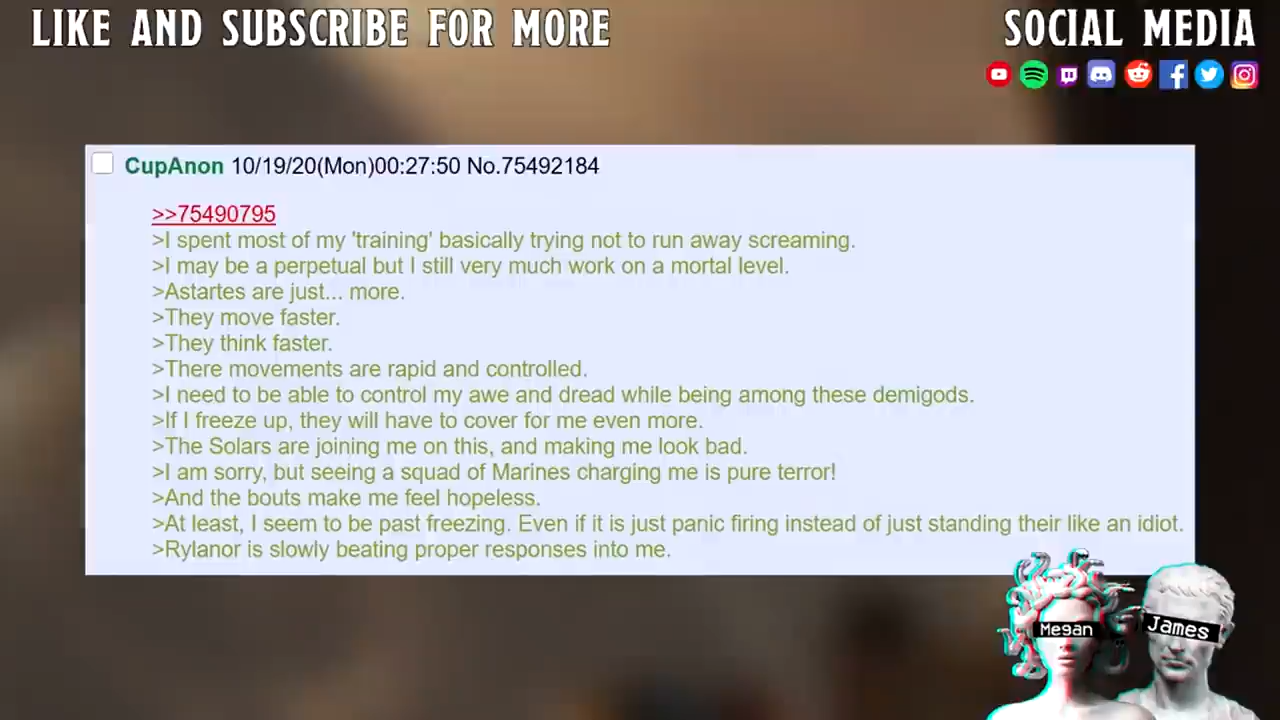 LIKE AND SUBSCRIBE FOR MORE
SOCIAL MEDIA
CupAnon 10/19/20(Mon)00:27:50 No.75492184
>>75490795
>I spent most of my 'training' basically trying not to run away screaming.
>I may be a perpetual but I still very much work on a mortal level.
>Astartes are just... more.
>They move faster.
>They think faster.
>There movements are rapid and controlled.
>I need to be able to control my awe and dread while being among these demigods.
>If I freeze up, they will have to cover for me even more.
>The Solars are joining me on this, and making me look bad.
>I am sorry, but seeing a squad of Marines charging me is pure terror!
>And the bouts make me feel hopeless.
>At least, I seem to be past freezing. Even if it is just panic firing instead of just standing their like an idiot.
>Rylanor is slowly beating proper responses into me.
Megan
James